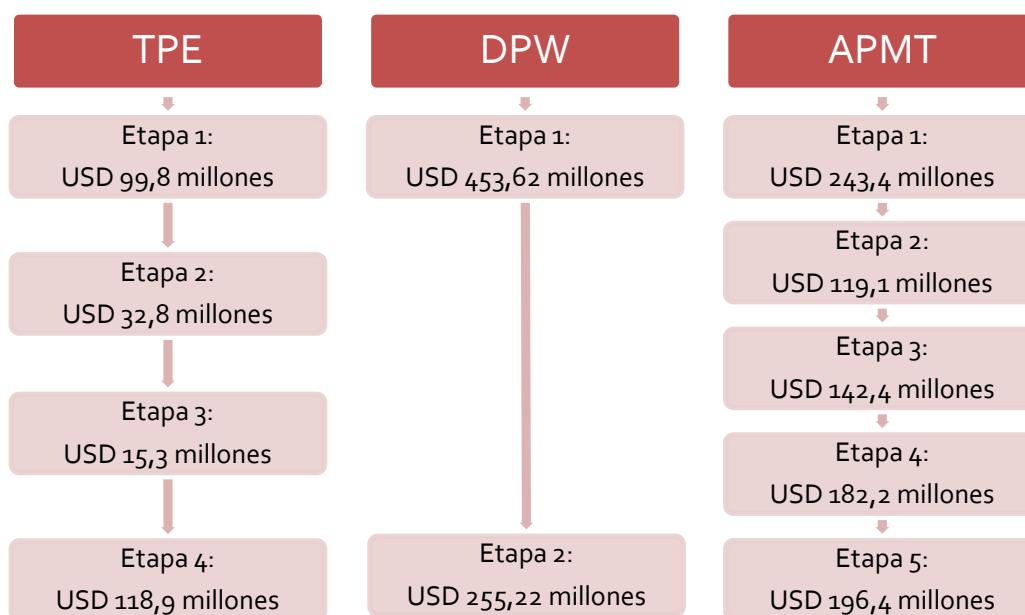 TPE
Etapa 1:
USD 99,8 millones
Etapa 2:
USD 32,8 millones
Etapa 3:
USD 15,3 millones
Etapa 4:
USD 118,9 millones
DPW
Etapa 1:
USD 453,62 millones
Etapa 2:
USD 255,22 millones
APMT
Etapa 1:
USD 243,4 millones
Etapa 2:
USD 119,1 millones
Etapa 3:
USD 142,4 millones
Etapa 4:
USD 182,2 millones
Etapa 5:
USD 196,4 millones